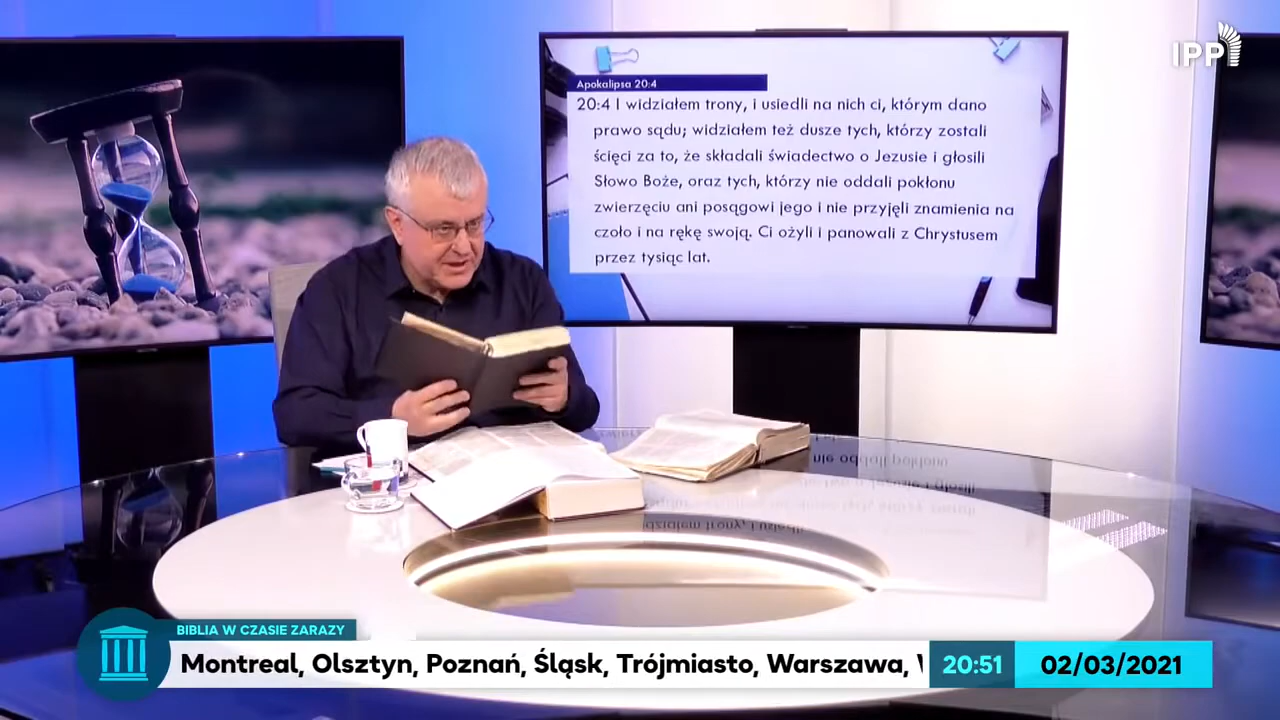 IPP
Apokalipsa 20:4
20:4 I widziałem trony, i usiedli na nich ci, którym dano
prawo sądu; widziałem też dusze tych, którzy zostali
ścięci za to, że składali świadectwo o Jezusie i głosili
Słowo Boże, oraz tych, którzy nie oddali pokłonu
zwierzęciu ani posągowi jego i nie przyjęli znamienia na
czoło i na rękę swoją. Ci ożyli i panowali z Chrystusem
przez tysiąc lat.
BIBLIA W CZASIE ZARAZY
Montreal, Olsztyn, Poznań, Śląsk, Trójmiasto, Warszawa,
20:51
02/03/2021